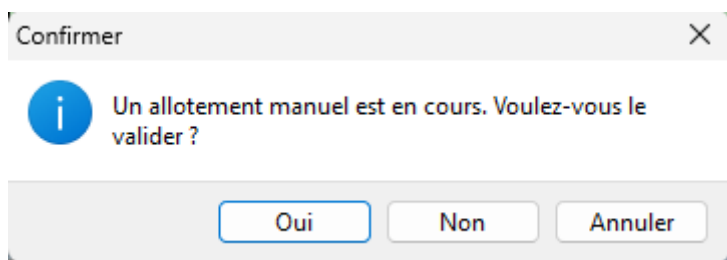 Confirmer
Un allotement manuel est en cours. Voulez-vous le
valider ?
Oui
Non
Annuler